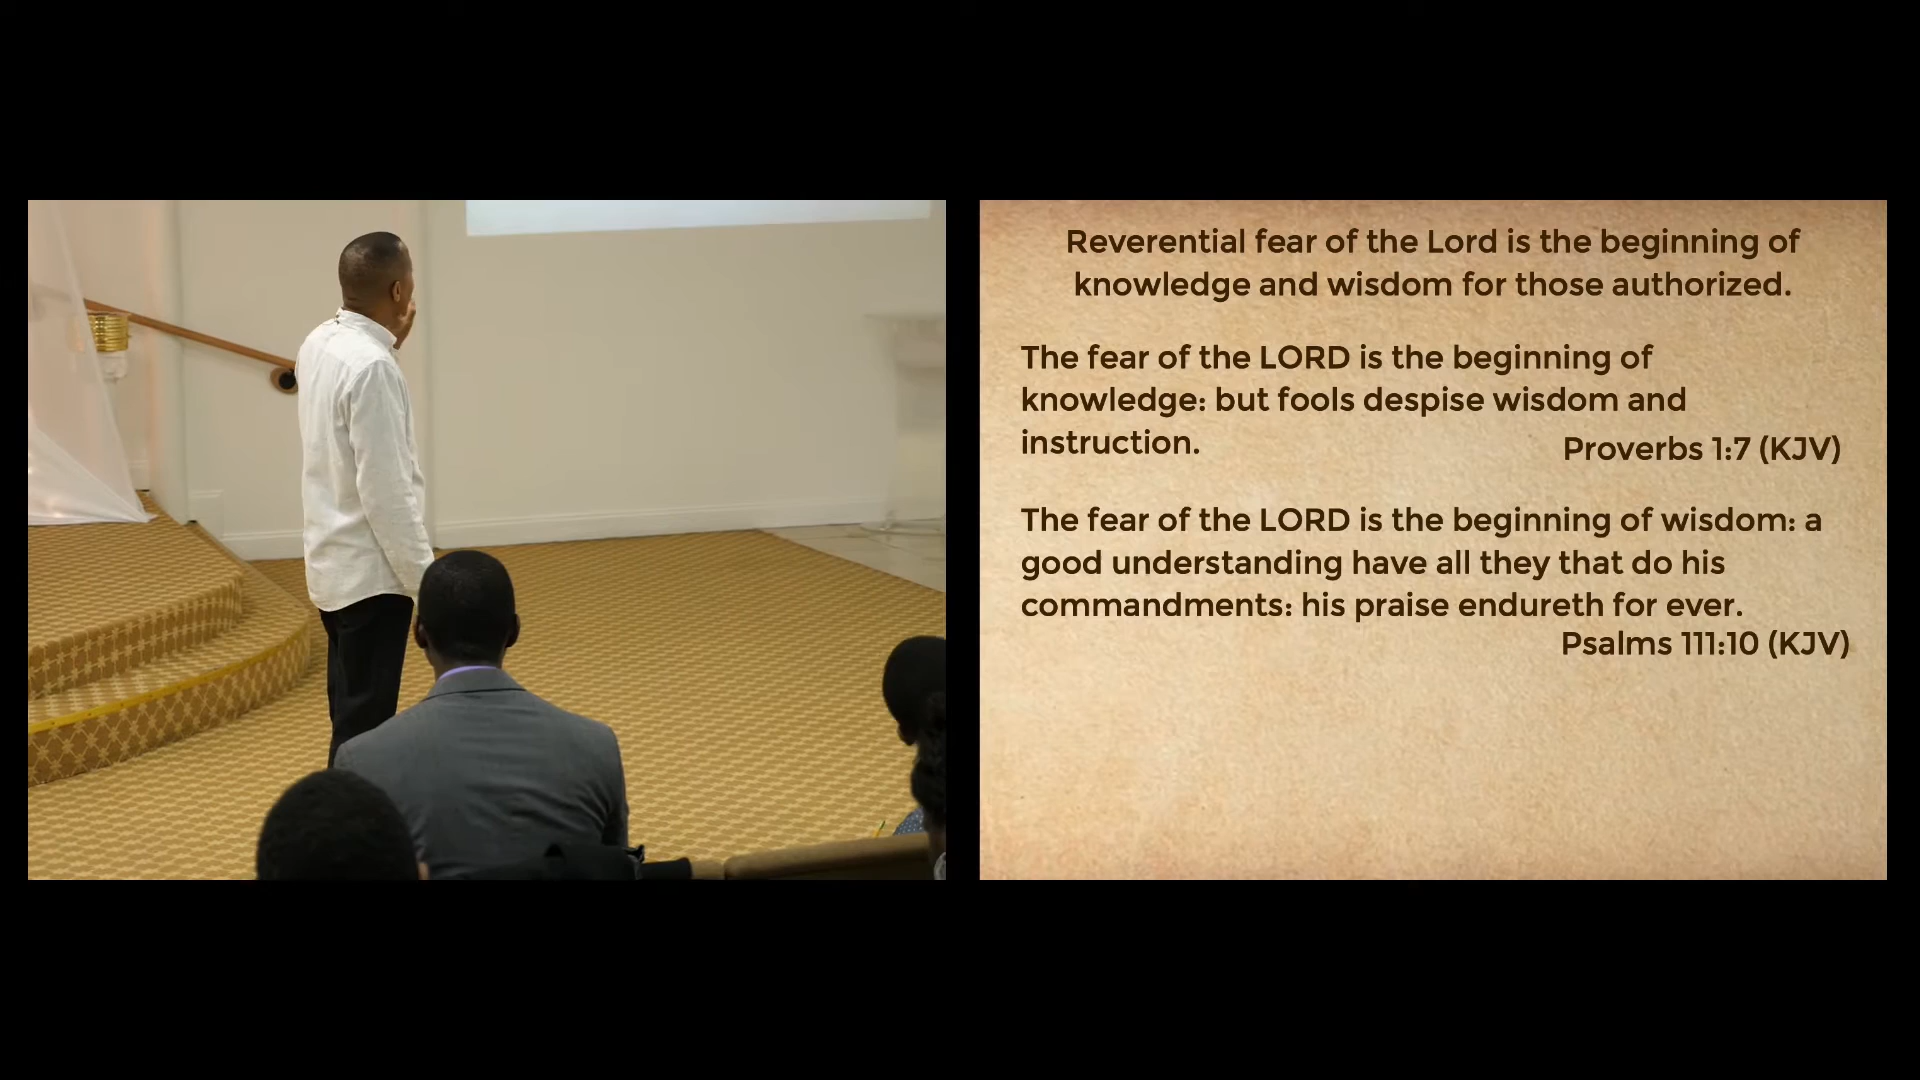 Reverential fear of the Lord is the beginning of
knowledge and wisdom for those authorized.
The fear of the LORD is the beginning of
knowledge: but fools despise wisdom and
instruction.
Proverbs 1:7 (KJV)
The fear of the LORD is the beginning of wisdom: a
good understanding have all they that do his
commandments: his praise endureth for ever.
Psalms 111:10 (KJV)